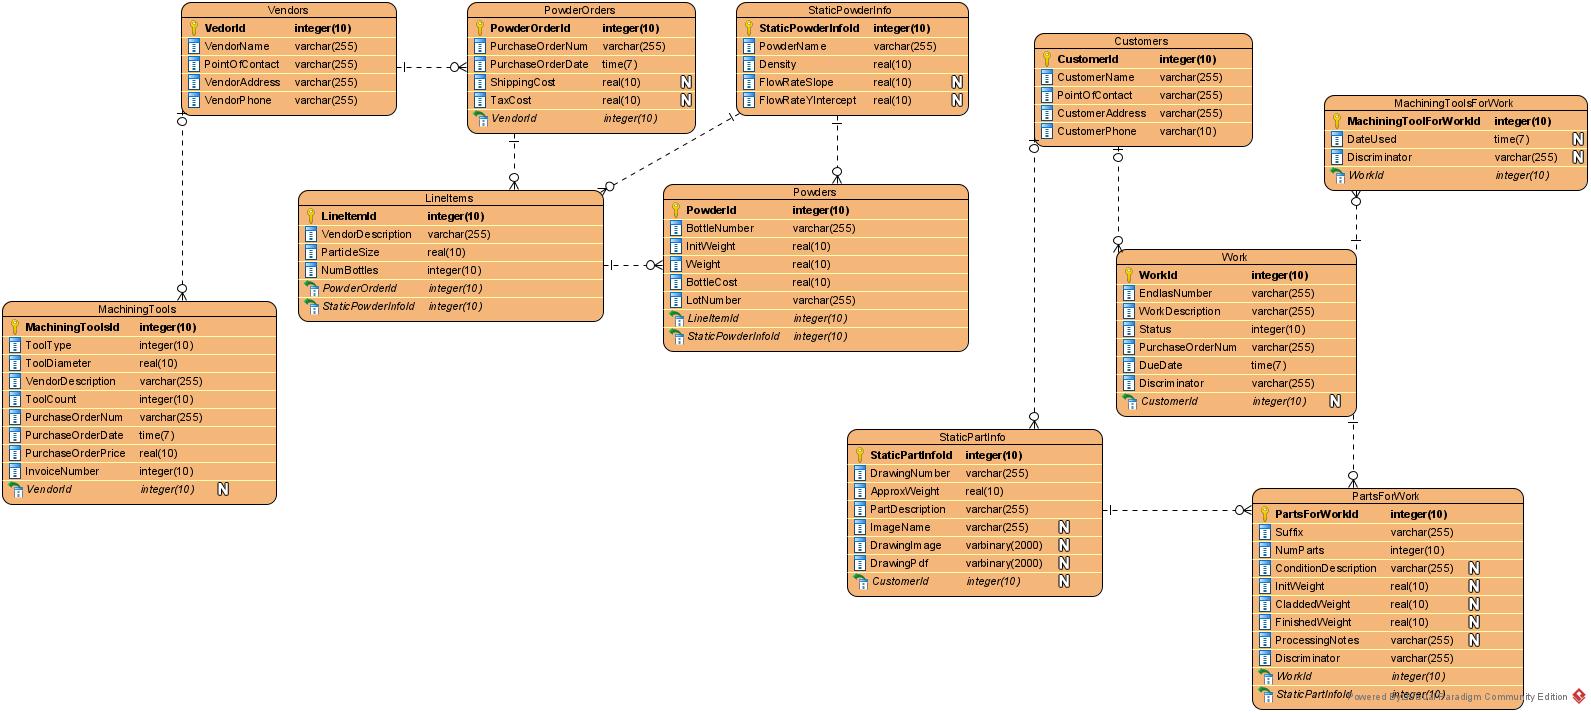 Vendors
VedorId integer(10)
VendorName varchar(255)
PointOfContact varchar(255)
VendorAddress varchar(255)
VendorPhone varchar(255)
PowderOrders
PowderOrderId integer(10)
PurchaseOrderNum varchar(255)
PurchaseOrderDate time(7)
ShippingCost real(10) N
TaxCost real(10) N
VendorId integer(10)
StaticPowderInfo
StaticPowderInfoId integer(10)
PowderName varchar(255)
Density real(10)
FlowRateSlope real(10) N
FlowRateYIntercept real(10) N
Customers
CustomerId integer(10)
CustomerName varchar(255)
PointOfContact varchar(255)
CustomerAddress varchar(255)
CustomerPhone varchar(10)
MachiningToolsForWork
MachiningToolForWorkId integer(10)
DateUsed time(7) N
Discriminator varchar(255) N
WorkId integer(10)
LineItems
LineItemId integer(10)
VendorDescription varchar(255)
ParticleSize real(10)
NumBottles integer(10)
PowderOrderId integer(10)
StaticPowderInfoId integer(10)
Powders
PowderId integer(10)
BottleNumber varchar(255)
InitWeight real(10)
Weight real(10)
BottleCost real(10)
LotNumber varchar(255)
LineItemId integer(10)
StaticPowderInfoId integer(10)
Work
WorkId integer(10)
EndlasNumber varchar(255)
WorkDescription varchar(255)
Status integer(10)
PurchaseOrderNum varchar(255)
DueDate time(7)
Discriminator varchar(255)
CustomerId integer(10) N
MachiningTools
MachiningToolsId integer(10)
ToolType integer(10)
ToolDiameter real(10)
VendorDescription varchar(255)
ToolCount integer(10)
PurchaseOrderNum varchar(255)
PurchaseOrderDate time(7)
PurchaseOrderPrice real(10)
InvoiceNumber integer(10)
VendorId integer(10) N
StaticPartInfo
StaticPartInfoId integer(10)
DrawingNumber varchar(255)
ApproxWeight real(10)
PartDescription varchar(255)
ImageName varchar(255) N
DrawingImage varbinary(2000) N
DrawingPdf varbinary(2000) N
CustomerId integer(10) N
PartsForWork
PartsForWorkId integer(10)
Suffix varchar(255)
NumParts integer(10)
ConditionDescription varchar(255) N
InitWeight real(10) N
CladdedWeight real(10) N
FinishedWeight real(10) N
ProcessingNotes varchar(255) N
Discriminator varchar(255)
WorkId integer(10)
StaticPartInfoId integer(10)
Powered By Visual Paradigm Community Edition